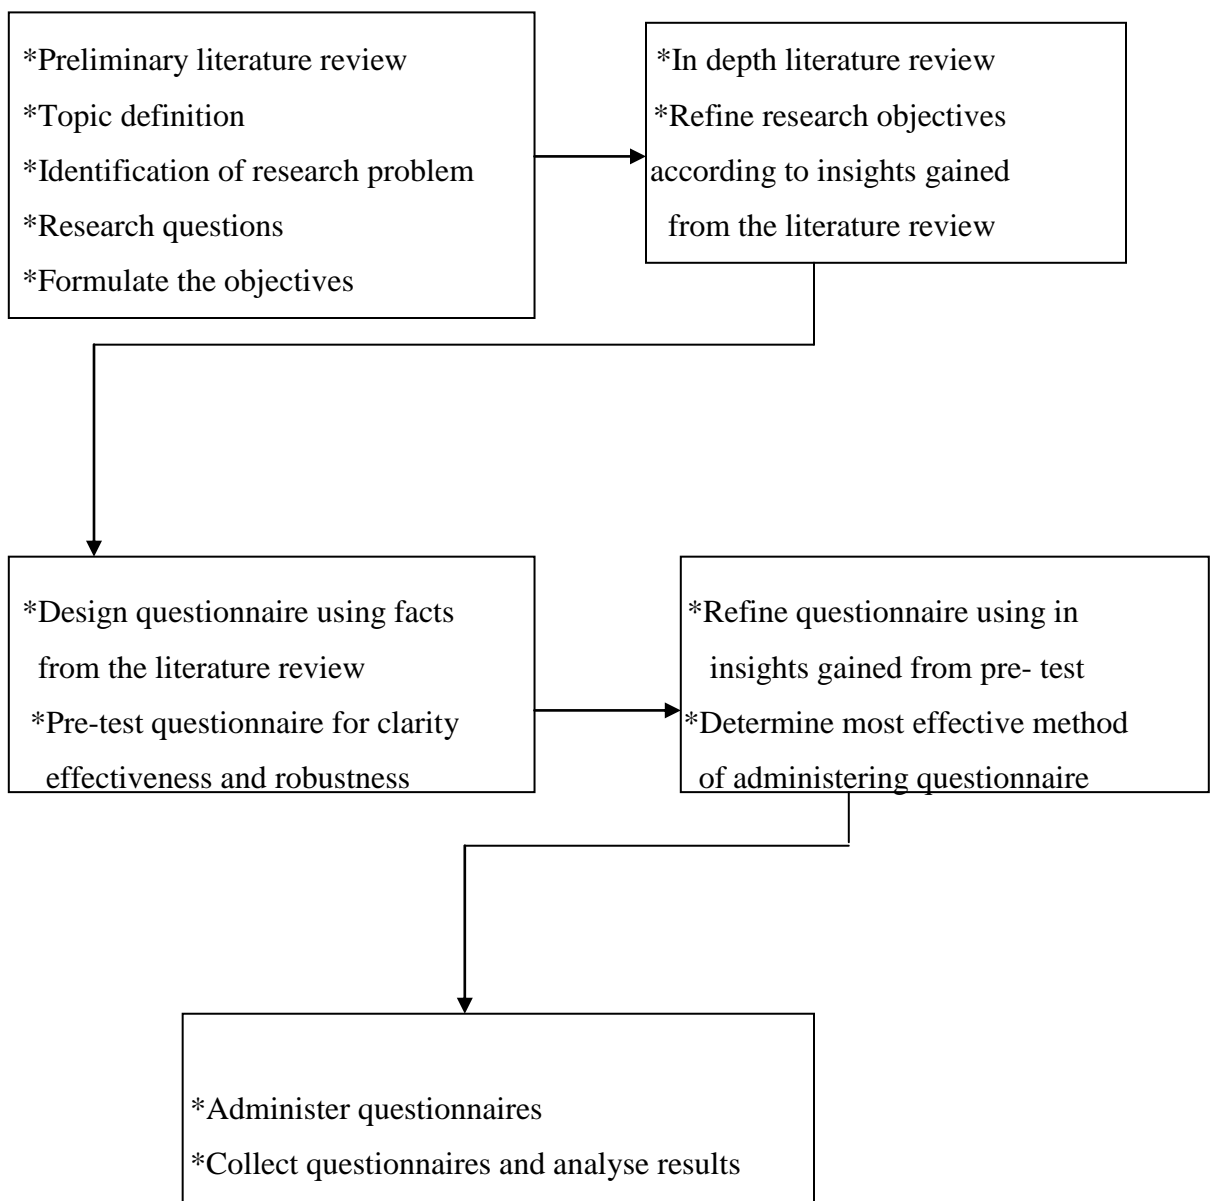 *Preliminary literature review
*Topic definition
*Identification of research problem
*Research questions
*Formulate the objectives
*In depth literature review
*Refine research objectives
according to insights gained
from the literature review
*Design questionnaire using facts
from the literature review
*Pre-test questionnaire for clarity
effectiveness and robustness
*Refine questionnaire using in
insights gained from pre- test
*Determine most effective method
of administering questionnaire
*Administer questionnaires
*Collect questionnaires and analyse results